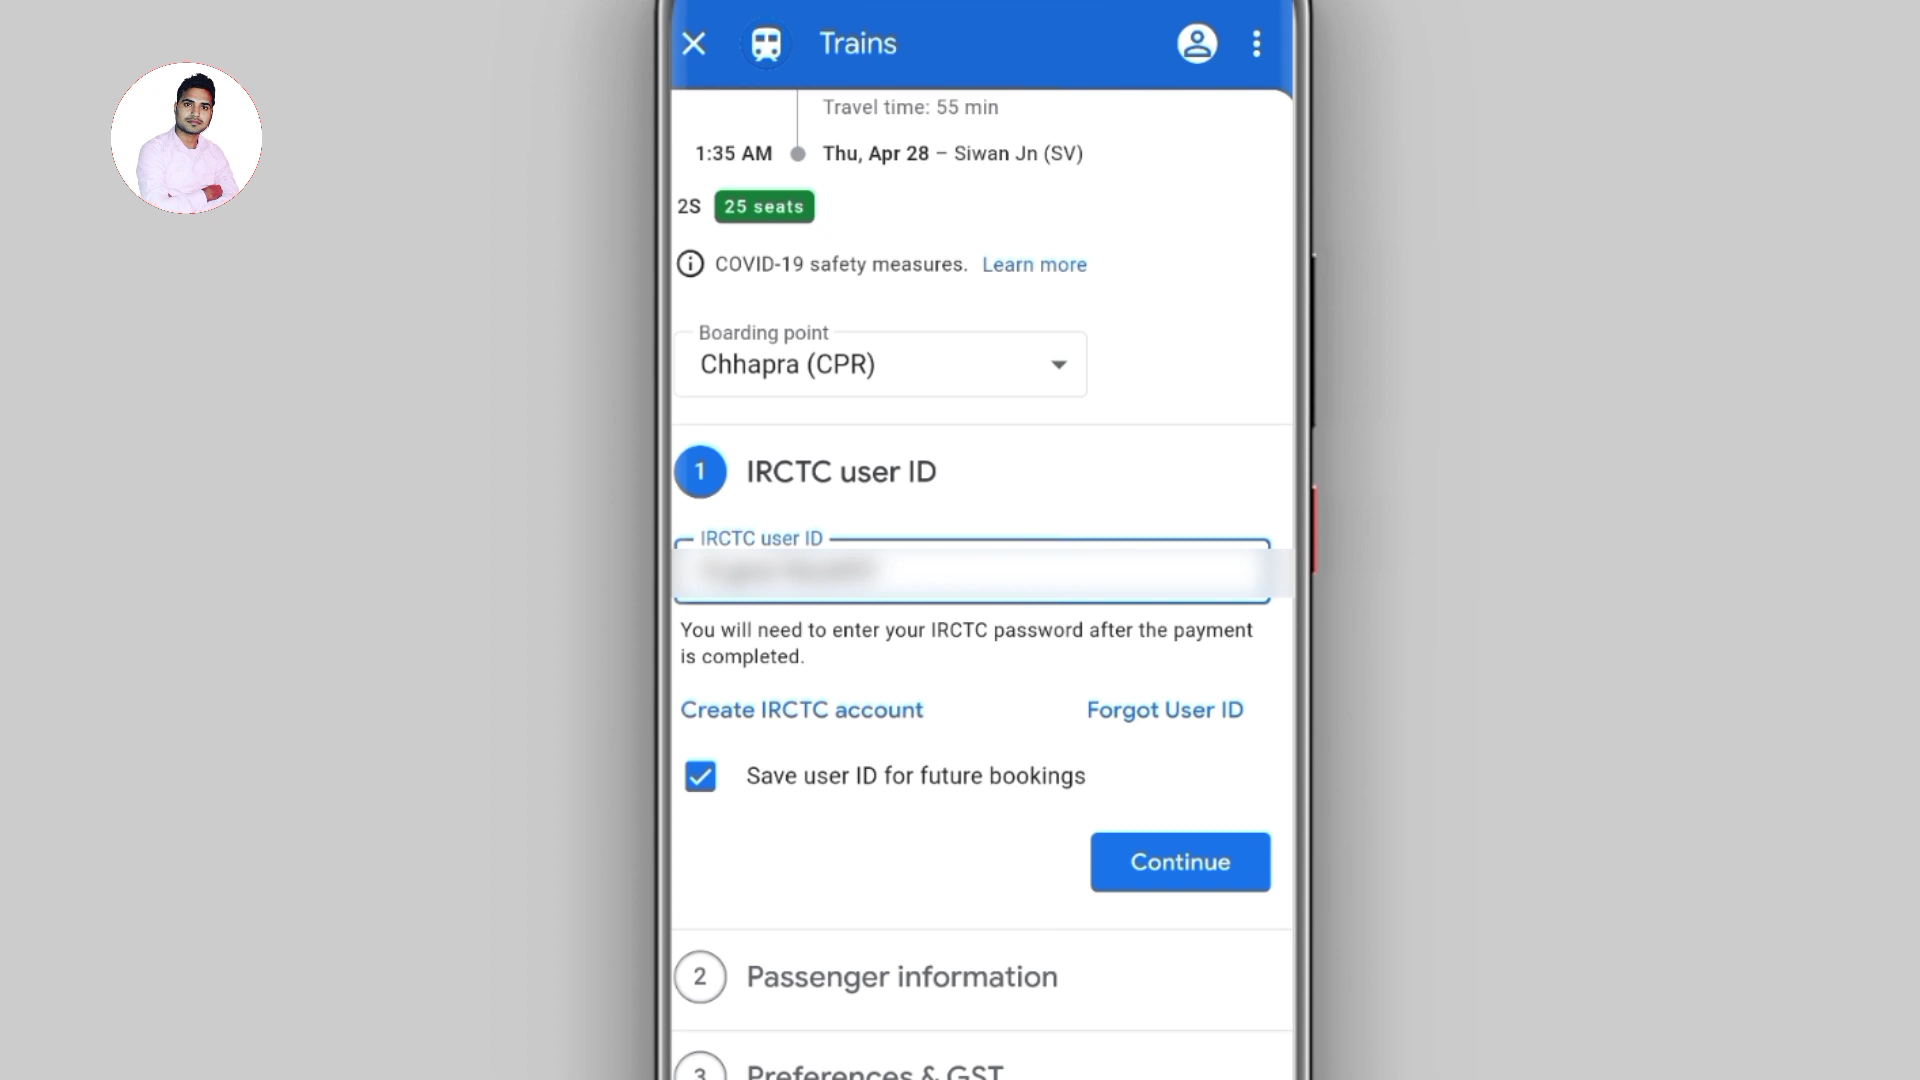 Trains
Travel time: 55 min
1:35 AM Thu, Apr 28 – Siwan Jn (SV)
2S 25 seats
COVID-19 safety measures. Learn more
Boarding point
Chhapra (CPR)
1 IRCTC user ID
IRCTC user ID
You will need to enter your IRCTC password after the payment
is completed.
Create IRCTC account Forgot User ID
Save user ID for future bookings
Continue
2 Passenger information
3 Preferences & GST